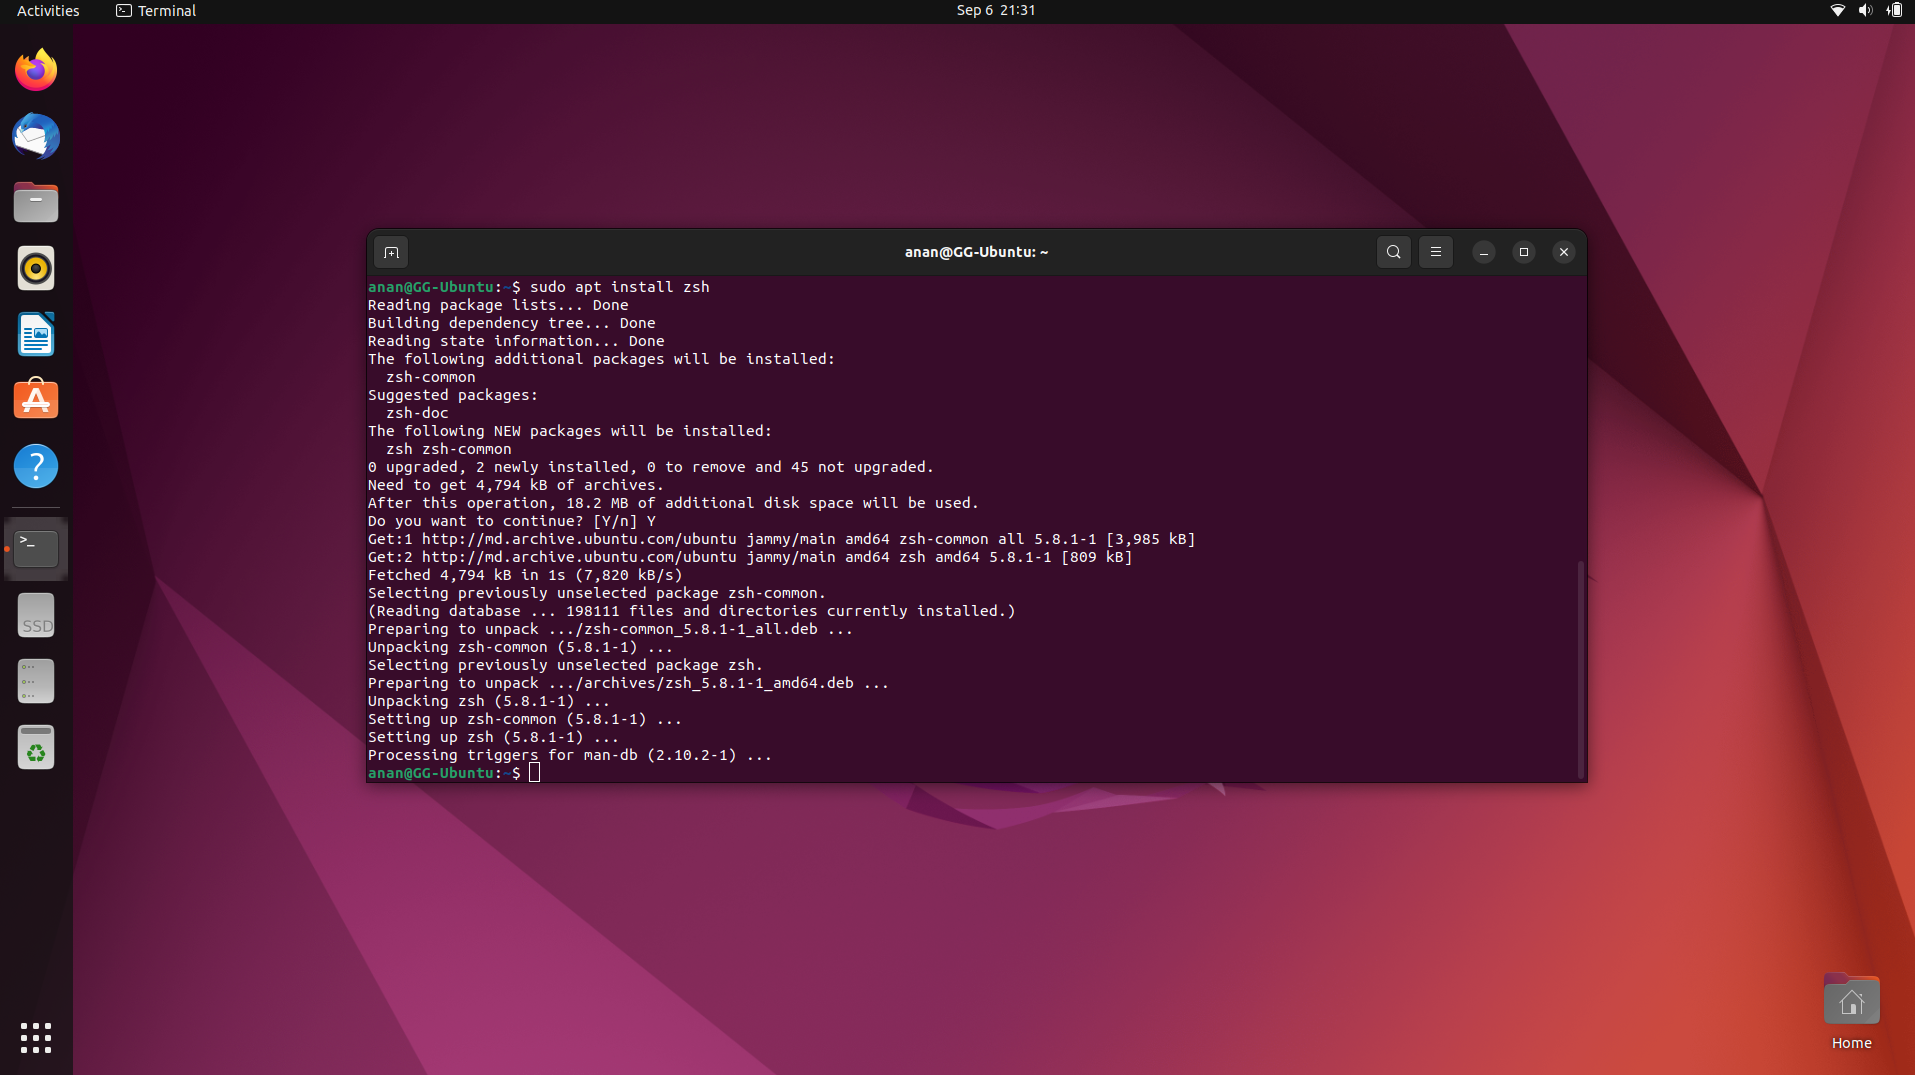 Activities
Terminal
Sep 6 21:31
anan@GG-Ubuntu: ~
anan@GG-Ubuntu:~$ sudo apt install zsh
Reading package lists... Done
Building dependency tree... Done
Reading state information... Done
The following additional packages will be installed:
  zsh-common
Suggested packages:
  zsh-doc
The following NEW packages will be installed:
  zsh zsh-common
0 upgraded, 2 newly installed, 0 to remove and 45 not upgraded.
Need to get 4,794 kB of archives.
After this operation, 18.2 MB of additional disk space will be used.
Do you want to continue? [Y/n] Y
Get:1 http://md.archive.ubuntu.com/ubuntu jammy/main amd64 zsh-common all 5.8.1-1 [3,985 kB]
Get:2 http://md.archive.ubuntu.com/ubuntu jammy/main amd64 zsh amd64 5.8.1-1 [809 kB]
Fetched 4,794 kB in 1s (7,820 kB/s)
Selecting previously unselected package zsh-common.
(Reading database ... 198111 files and directories currently installed.)
Preparing to unpack .../zsh-common_5.8.1-1_all.deb ...
Unpacking zsh-common (5.8.1-1) ...
Selecting previously unselected package zsh.
Preparing to unpack .../archives/zsh_5.8.1-1_amd64.deb ...
Unpacking zsh (5.8.1-1) ...
Setting up zsh-common (5.8.1-1) ...
Setting up zsh (5.8.1-1) ...
Processing triggers for man-db (2.10.2-1) ...
anan@GG-Ubuntu:~$
SSD
Home